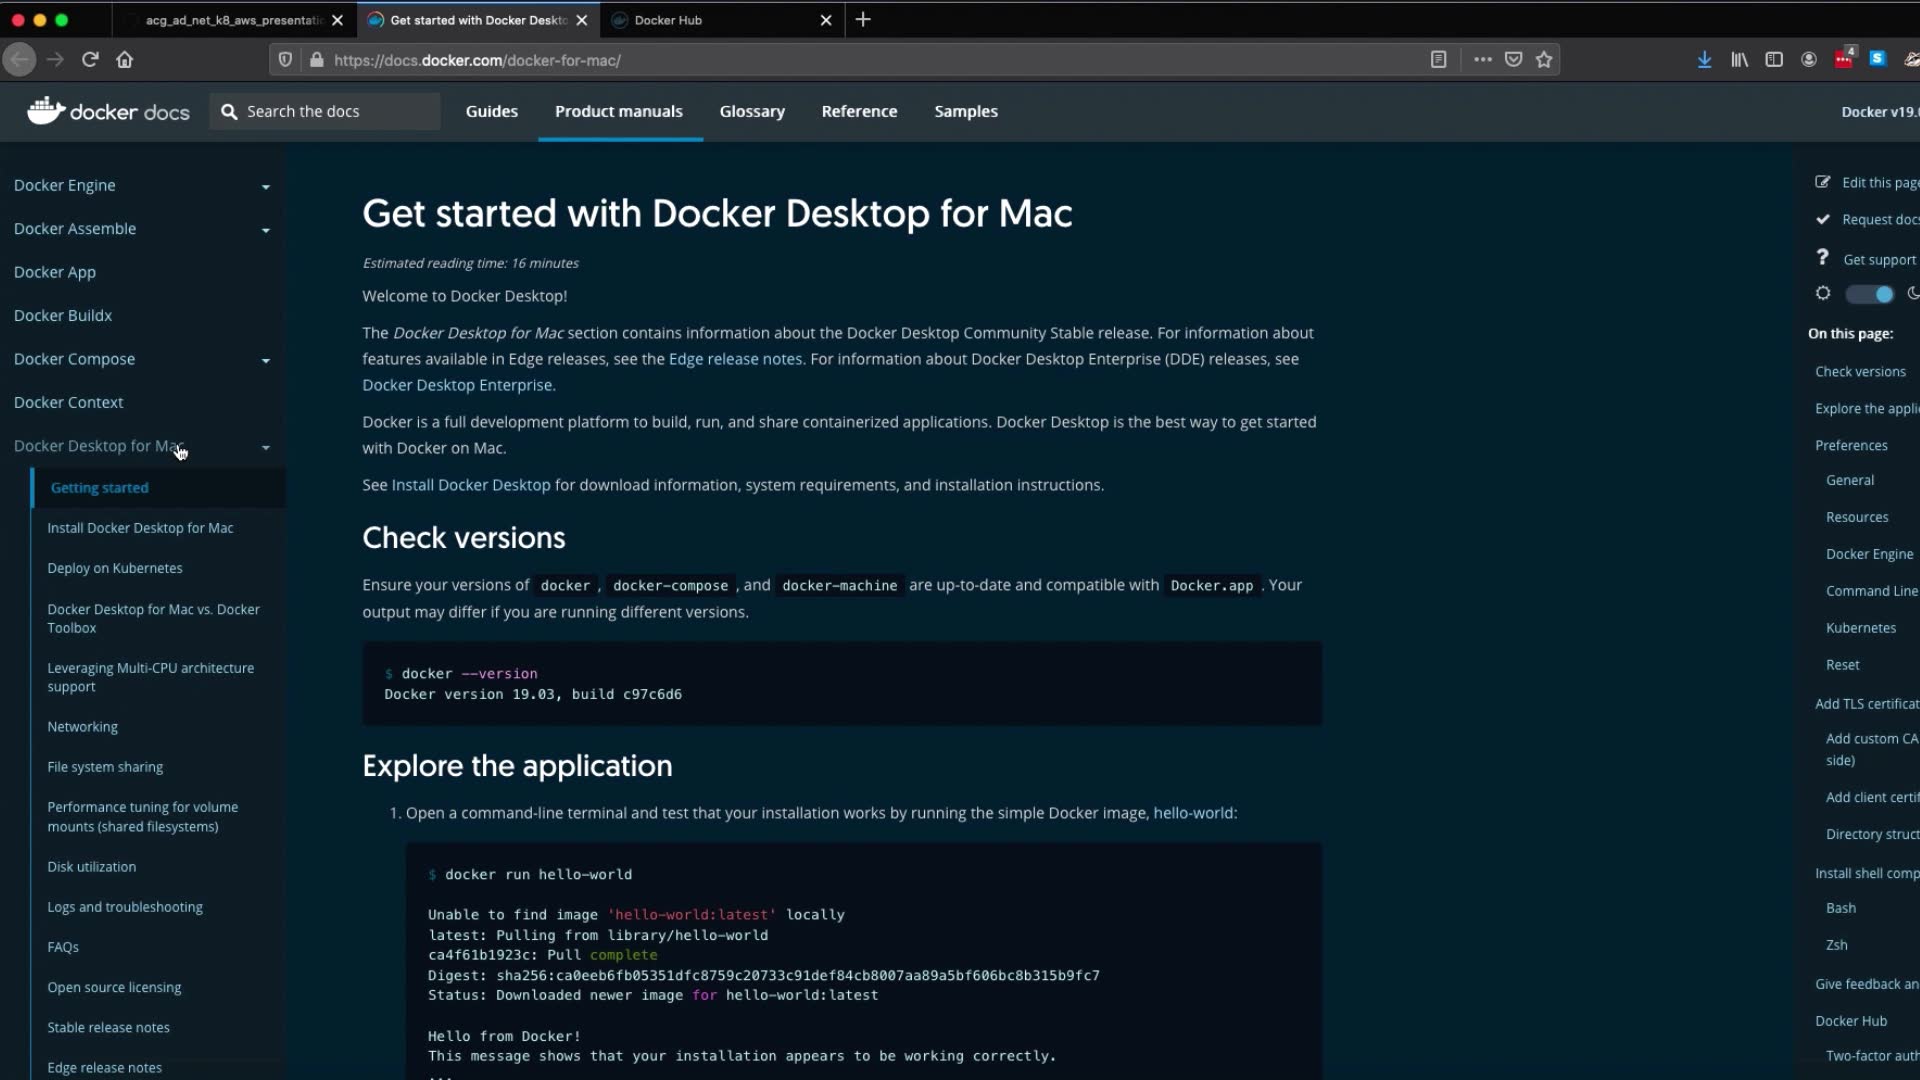 acg_ad_net_k8_aws_presentati
Get started with Docker Deskto
Docker Hub
https://docs.docker.com/docker-for-mac/
4
S
docker docs
Search the docs
Guides
Product manuals
Glossary
Reference
Samples
Docker v19.0
Docker Engine
Docker Assemble
Docker App
Docker Buildx
Docker Compose
Docker Context
Docker Desktop for Mac
Getting started
Install Docker Desktop for Mac
Deploy on Kubernetes
Docker Desktop for Mac vs. Docker
Toolbox
Leveraging Multi-CPU architecture
support
Networking
File system sharing
Performance tuning for volume
mounts (shared filesystems)
Disk utilization
Logs and troubleshooting
FAQs
Open source licensing
Stable release notes
Edge release notes
Get started with Docker Desktop for Mac
Estimated reading time: 16 minutes
Welcome to Docker Desktop!
The Docker Desktop for Mac section contains information about the Docker Desktop Community Stable release. For information about
features available in Edge releases, see the Edge release notes. For information about Docker Desktop Enterprise (DDE) releases, see
Docker Desktop Enterprise.
Docker is a full development platform to build, run, and share containerized applications. Docker Desktop is the best way to get started
with Docker on Mac.
See Install Docker Desktop for download information, system requirements, and installation instructions.
Check versions
Ensure your versions of docker , docker-compose , and docker-machine are up-to-date and compatible with Docker.app . Your
output may differ if you are running different versions.
$ docker --version
Docker version 19.03, build c97c6d6
Explore the application
1. Open a command-line terminal and test that your installation works by running the simple Docker image, hello-world:
$ docker run hello-world
Unable to find image 'hello-world:latest' locally
latest: Pulling from library/hello-world
ca4f61b1923c: Pull complete
Digest: sha256:ca0eeb6fb05351dfc8759c20733c91def84cb8007aa89a5bf606bc8b315b9fc7
Status: Downloaded newer image for hello-world:latest
Hello from Docker!
This message shows that your installation appears to be working correctly.
...
Edit this page
Request docs
Get support
On this page:
Check versions
Explore the appli
Preferences
General
Resources
Docker Engine
Command Line
Kubernetes
Reset
Add TLS certificat
Add custom CA
side)
Add client certif
Directory struct
Install shell comp
Bash
Zsh
Give feedback an
Docker Hub
Two-factor auth